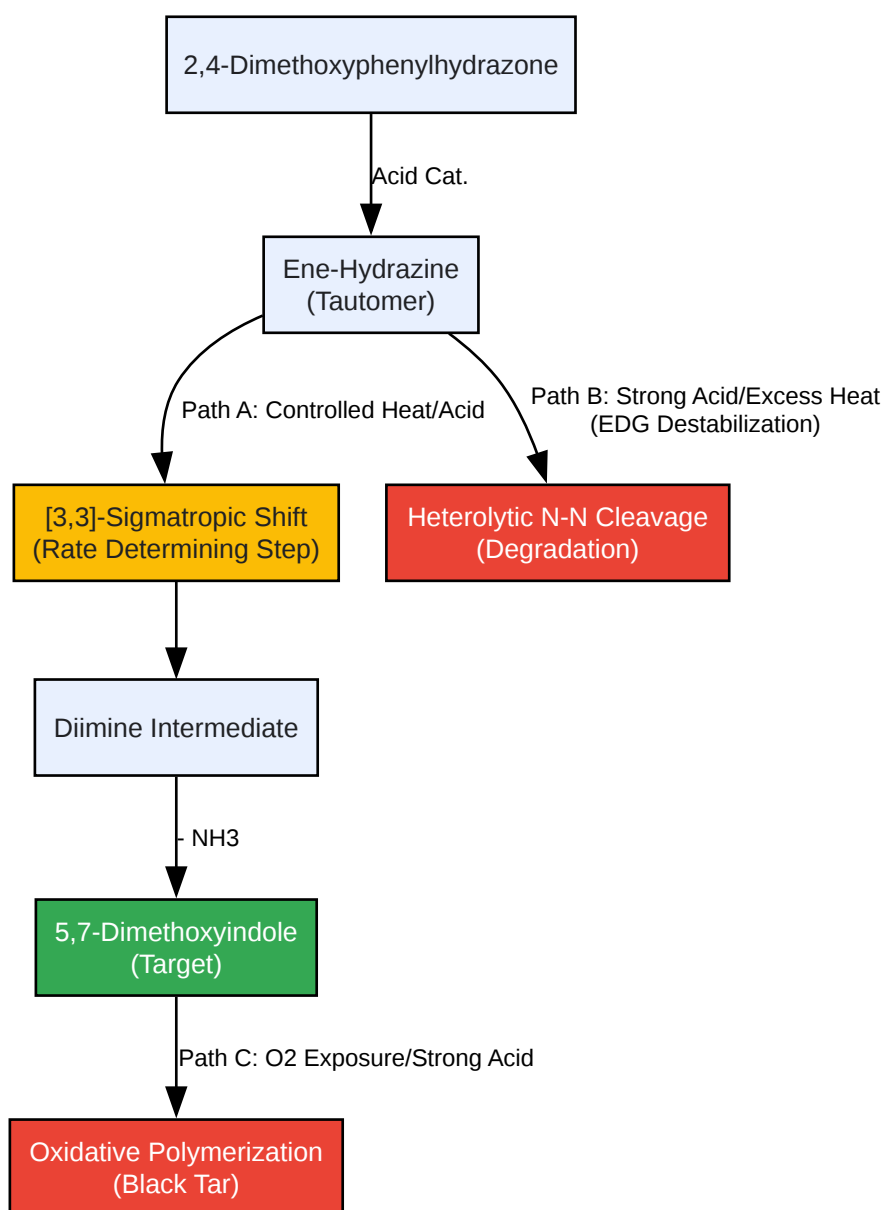 2,4-Dimethoxyphenylhydrazone
Acid Cat.
Ene-Hydrazine
(Tautomer)
Path A: Controlled Heat/Acid
Path B: Strong Acid/Excess Heat
(EDG Destabilization)
[3,3]-Sigmatropic Shift
(Rate Determining Step)
Heterolytic N-N Cleavage
(Degradation)
Diimine Intermediate
- NH3
5,7-Dimethoxyindole
(Target)
Path C: O2 Exposure/Strong Acid
Oxidative Polymerization
(Black Tar)